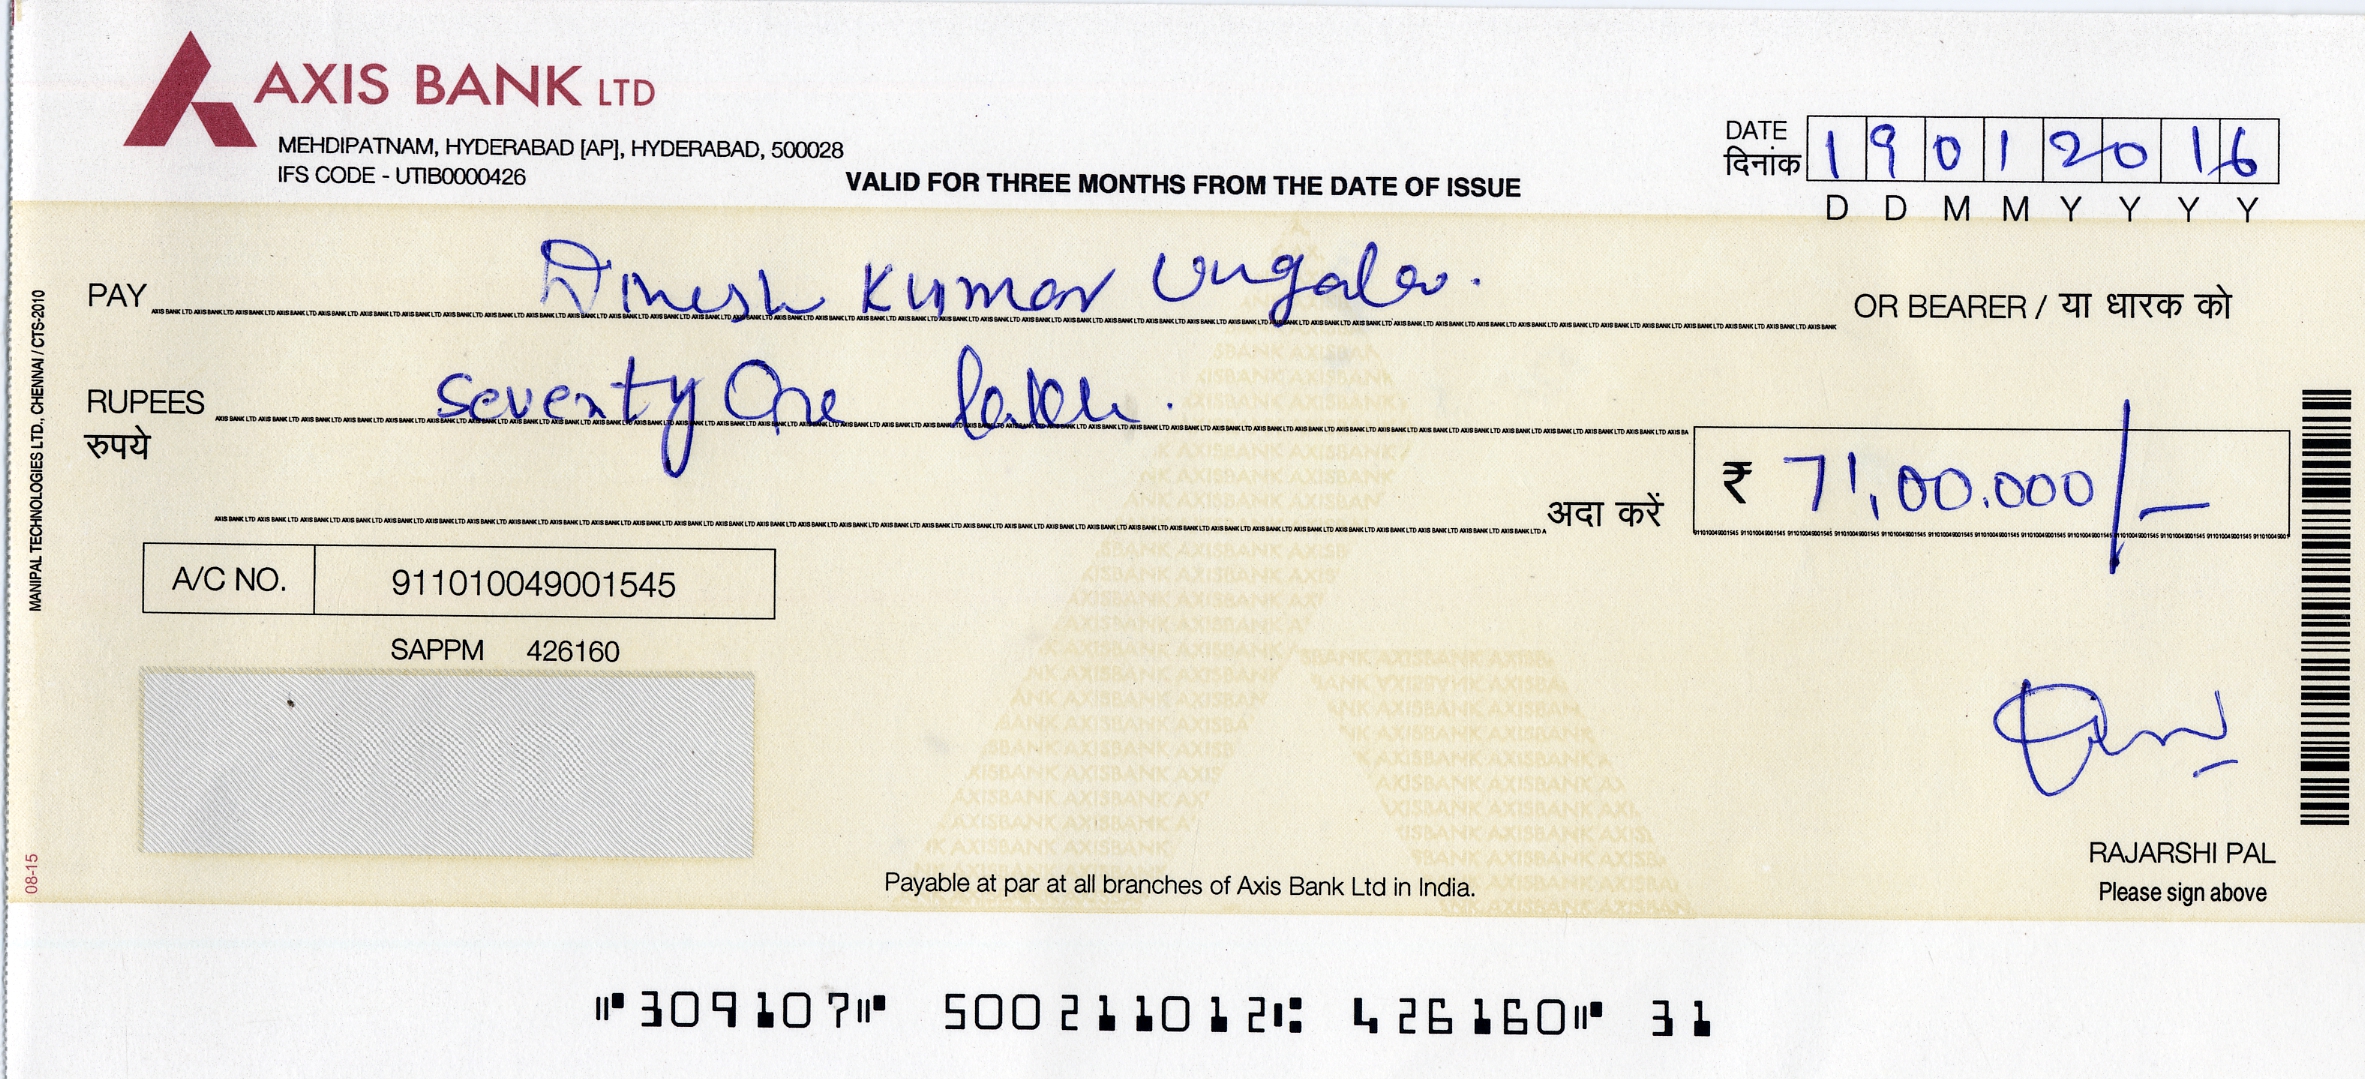 AXIS BANK LTD
MEHDIPATNAM, HYDERABAD [AP], HYDERABAD, 500028
IFS CODE - UTIB0000426
VALID FOR THREE MONTHS FROM THE DATE OF ISSUE
DATE
दिनांक
1 9 0 1 2 0 1 6
D D M M Y Y Y Y
PAY Dinesh Kumar OR BEARER / या धारक को
RUPEES Seventy One lakh.
रुपये
अदा करें
₹ 71,00.000/-
A/C NO. 911010049001545
SAPPM 426160
MANIPAL TECHNOLOGIES LTD., CHENNAI / CTS-2010
08-15
Payable at par at all branches of Axis Bank Ltd in India.
RAJARSHI PAL
Please sign above
⑈309107⑈ 500211012⑆ 426160⑈ 31